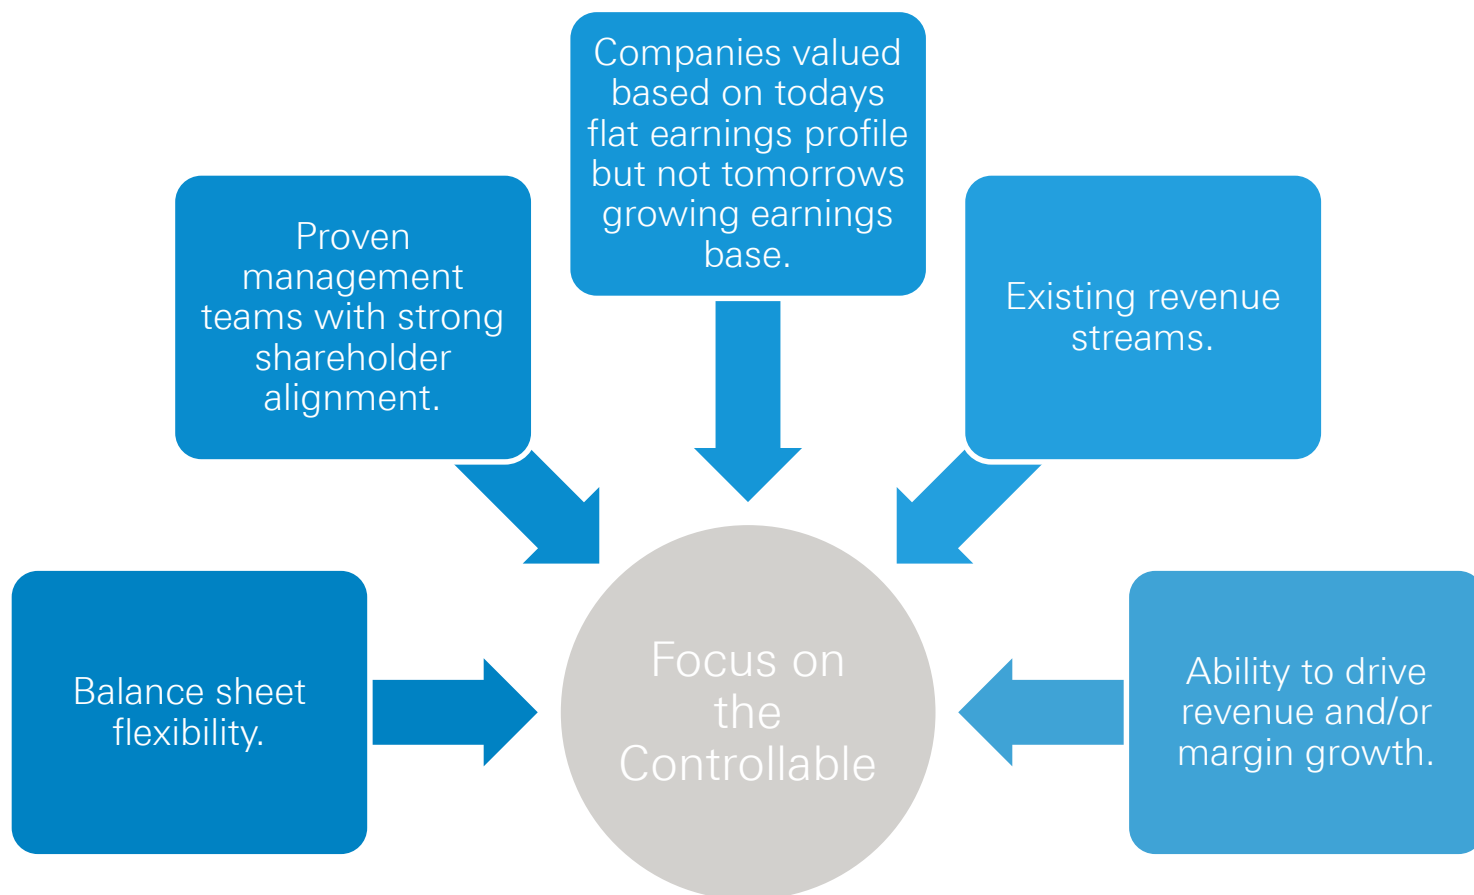 Companies valued
based on todays
flat earnings profile
but not tomorrows
growing earnings
base.
Proven
management
teams with strong
shareholder
alignment.
Existing revenue
streams.
Balance sheet
flexibility.
Focus on
the
Controllable
Ability to drive
revenue and/or
margin growth.